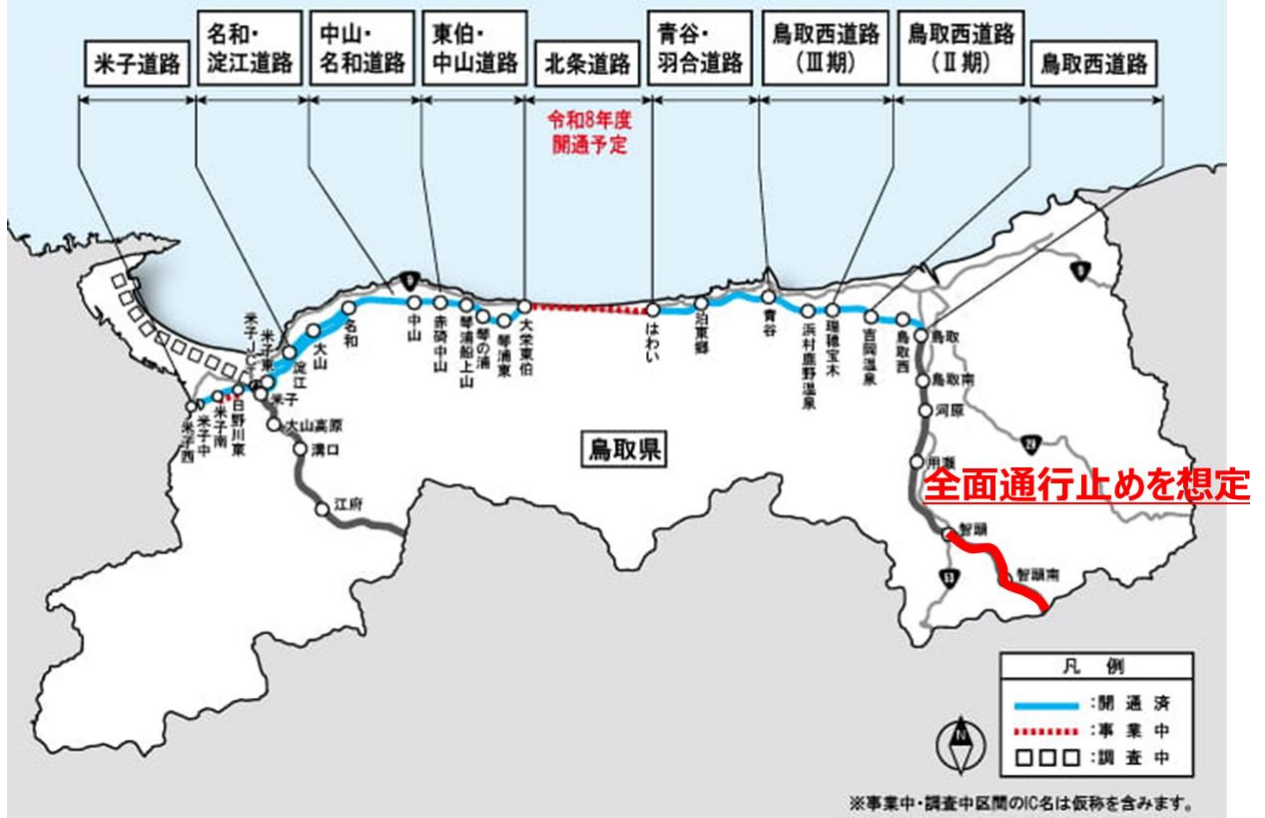 米子道路
名和・
淀江道路
中山・
名和道路
東伯・
中山道路
北条道路
青谷・
羽合道路
鳥取西道路
(Ⅲ期)
鳥取西道路
(Ⅱ期)
鳥取西道路
令和8年度
開通予定
9
9
米子西
米子中
米子南
日野川東
米子JCT
米子東
米子
淀江
大山
名和
中山
赤碕中山
琴浦船上山
琴の浦
琴浦東
大栄東伯
はわい
泊東郷
青谷
浜村鹿野温泉
瑞穂宝木
吉岡温泉
鳥取西
鳥取
鳥取南
河原
用瀬
大山高原
溝口
江府
鳥取県
29
全面通行止めを想定
智頭
53
智頭南
凡 例
:開 通 済
:事 業 中
:調 査 中
N
※事業中・調査中区間のIC名は仮称を含みます。